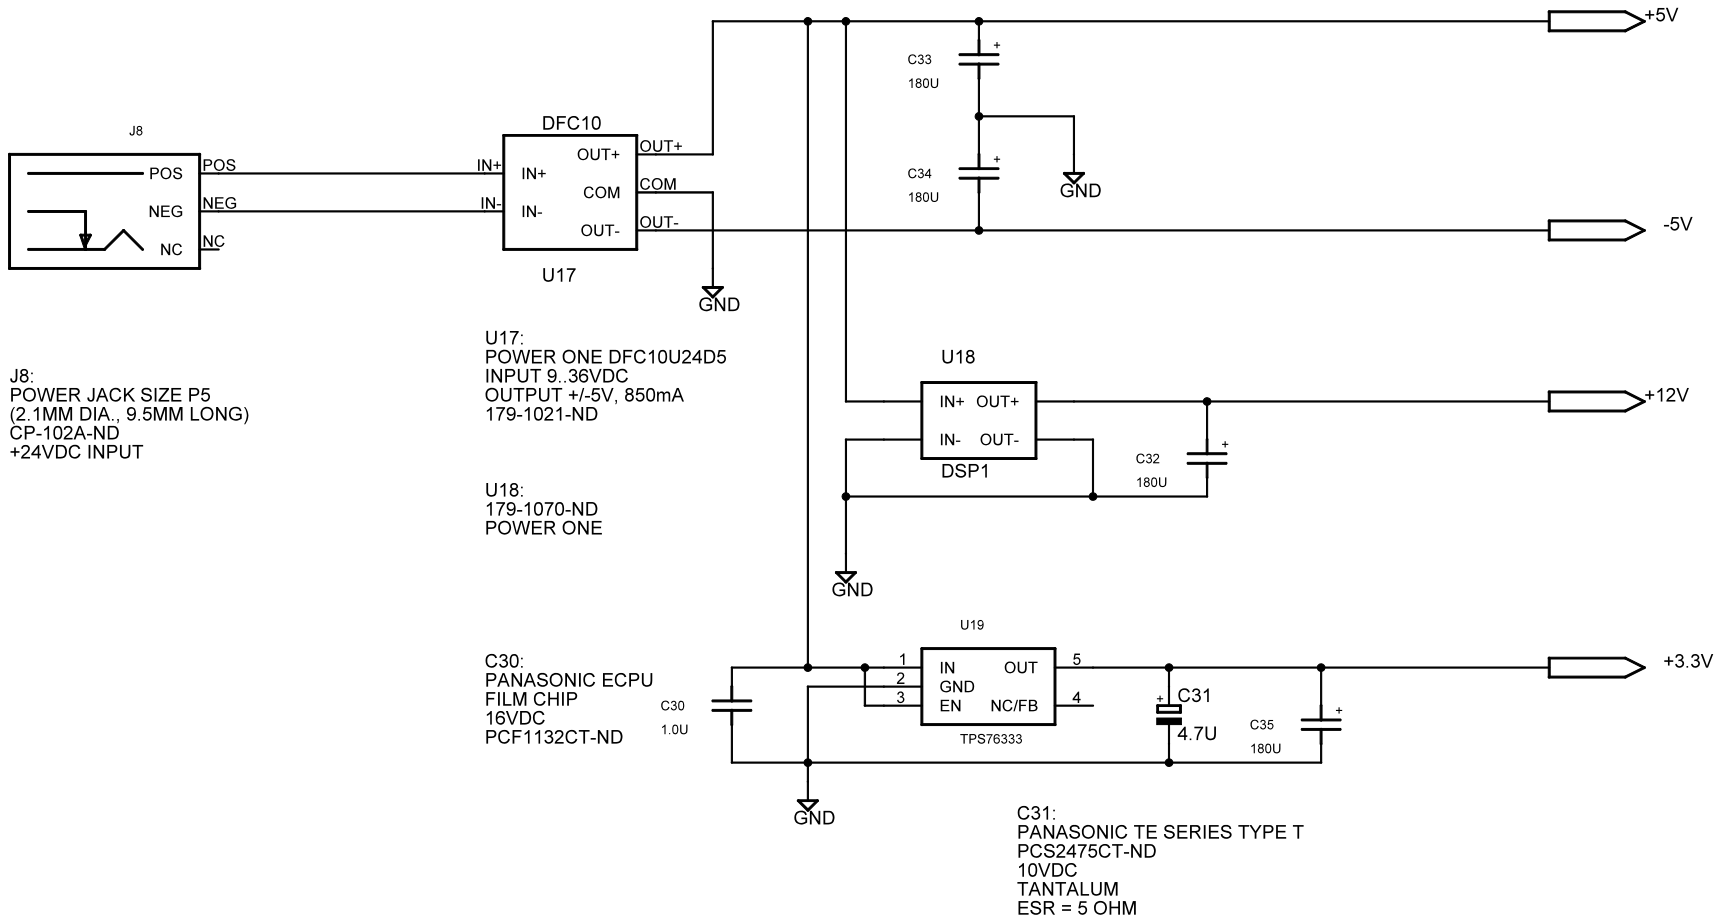 +5V
C33
+
180U
J8
DFC10
OUT+
OUT+
POS
POS
IN+
IN+
COM
COM
C34
+
180U
GND
NEG
NEG
IN-
IN-
OUT-
OUT-
-5V
NC
NC
U17
GND
J8:
POWER JACK SIZE P5
(2.1MM DIA., 9.5MM LONG)
CP-102A-ND
+24VDC INPUT
U17:
POWER ONE DFC10U24D5
INPUT 9..36VDC
OUTPUT +/-5V, 850mA
179-1021-ND
U18:
179-1070-ND
POWER ONE
U18
IN+ OUT+
IN- OUT-
DSP1
+12V
C32
+
180U
GND
C30:
PANASONIC ECPU
FILM CHIP
16VDC
PCF1132CT-ND
C30
1.0U
U19
1
IN
OUT
5
2
GND
3
EN
NC/FB
4
TPS76333
+3.3V
+
C31
4.7U
C35
+
180U
GND
C31:
PANASONIC TE SERIES TYPE T
PCS2475CT-ND
10VDC
TANTALUM
ESR = 5 OHM